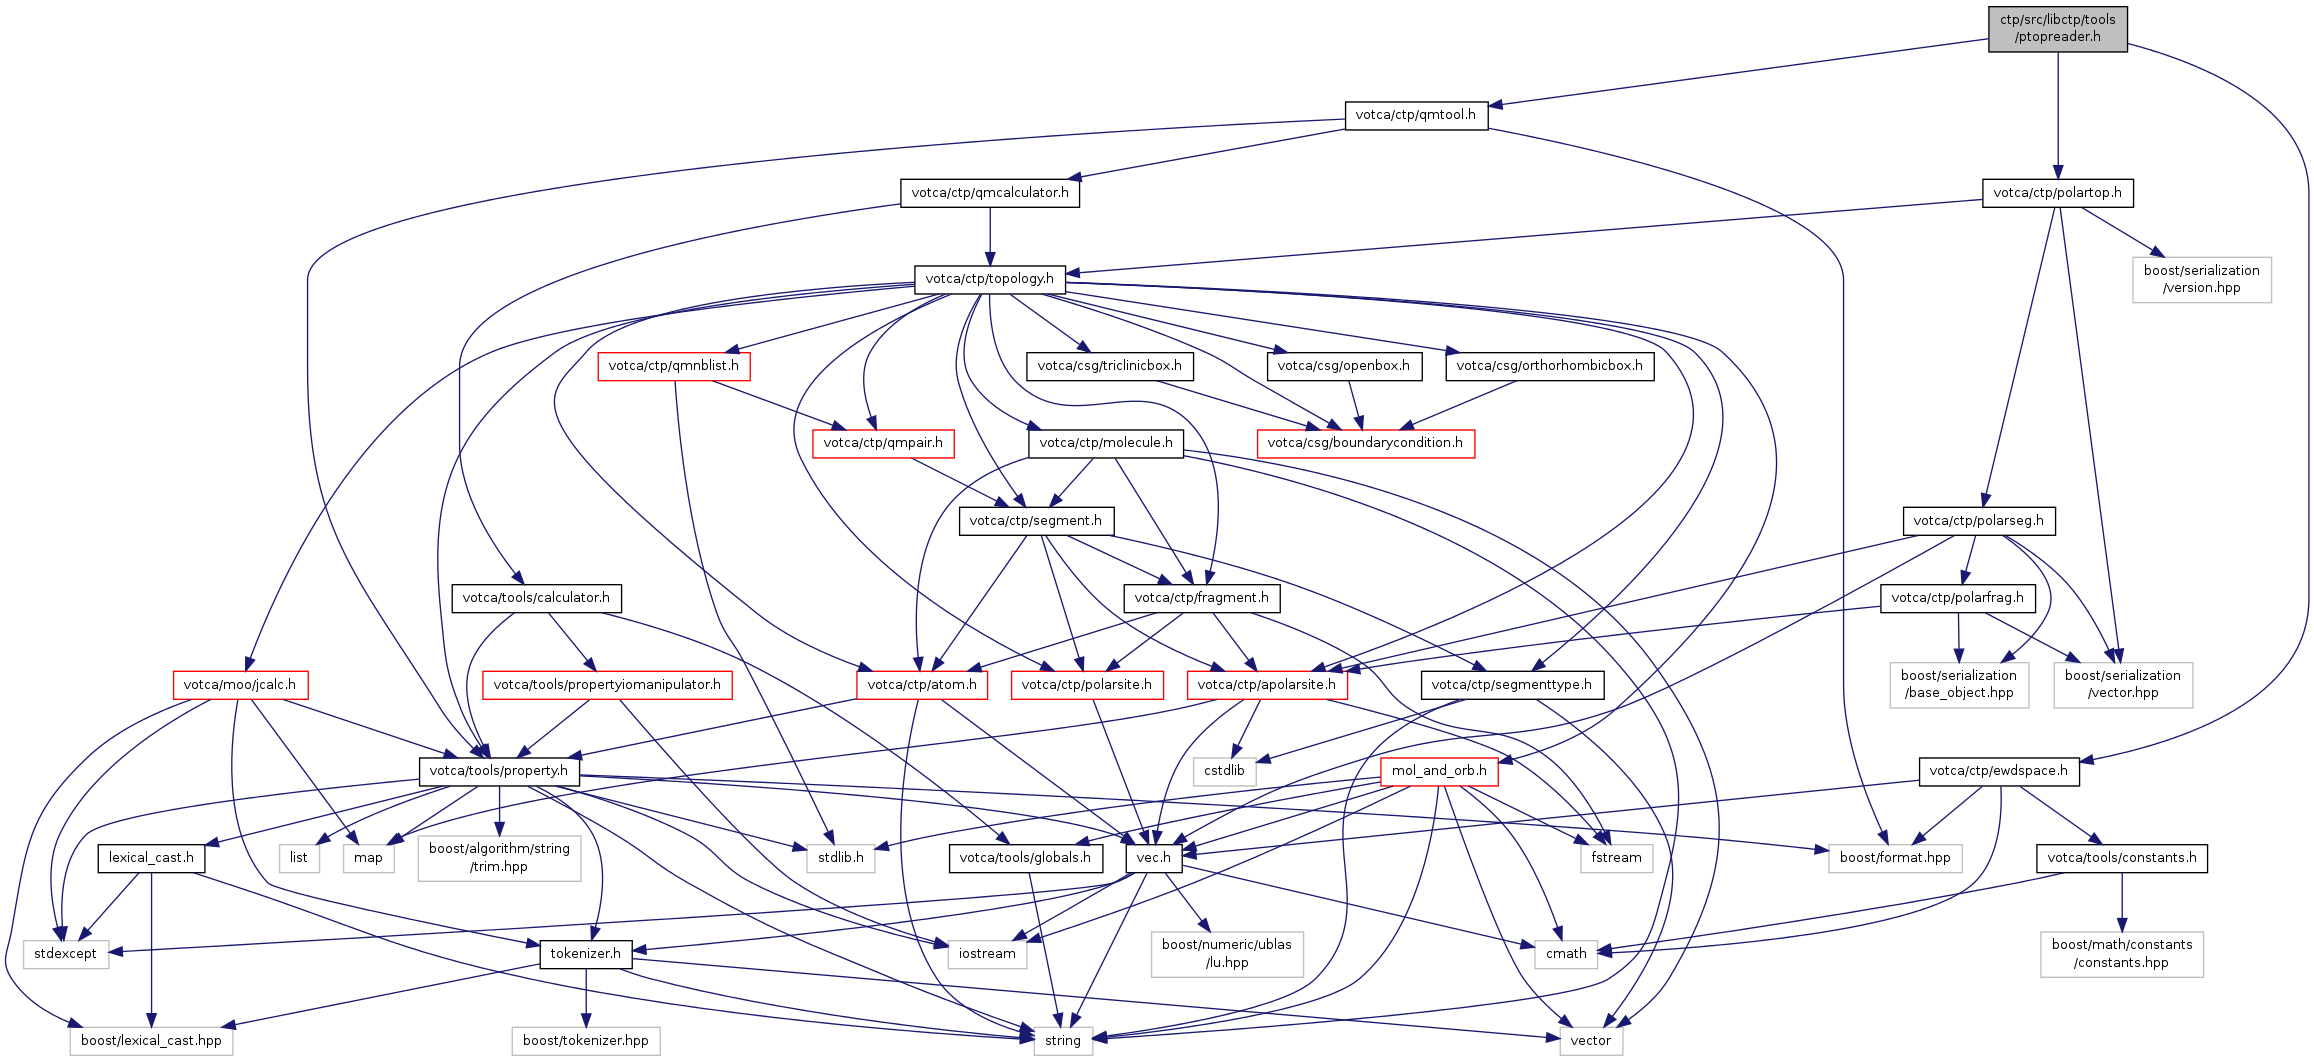 ctp/src/libctp/tools
/ptopreader.h
votca/ctp/qmtool.h
votca/ctp/qmcalculator.h
votca/ctp/polartop.h
votca/ctp/topology.h
boost/serialization
/version.hpp
votca/ctp/qmnblist.h
votca/csg/triclinicbox.h
votca/csg/openbox.h
votca/csg/orthorhombicbox.h
votca/ctp/qmpair.h
votca/ctp/molecule.h
votca/csg/boundarycondition.h
votca/ctp/segment.h
votca/ctp/polarseg.h
votca/tools/calculator.h
votca/ctp/fragment.h
votca/ctp/polarfrag.h
votca/moo/jcalc.h
votca/tools/propertyiomanipulator.h
votca/ctp/atom.h
votca/ctp/polarsite.h
votca/ctp/apolarsite.h
votca/ctp/segmenttype.h
boost/serialization
/base_object.hpp
boost/serialization
/vector.hpp
votca/tools/property.h
cstdlib
mol_and_orb.h
votca/ctp/ewdspace.h
lexical_cast.h
list
map
boost/algorithm/string
/trim.hpp
stdlib.h
votca/tools/globals.h
vec.h
fstream
boost/format.hpp
votca/tools/constants.h
stdexcept
tokenizer.h
iostream
boost/numeric/ublas
/lu.hpp
cmath
boost/math/constants
/constants.hpp
boost/lexical_cast.hpp
boost/tokenizer.hpp
string
vector